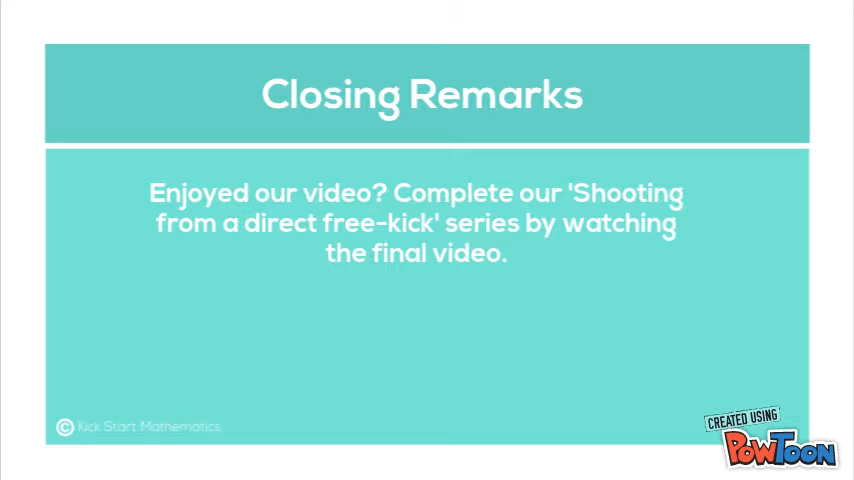 Closing Remarks
Enjoyed our video? Complete our 'Shooting
from a direct free-kick' series by watching
the final video.
© Kick Start Mathematics
CREATED USING
POWTOON